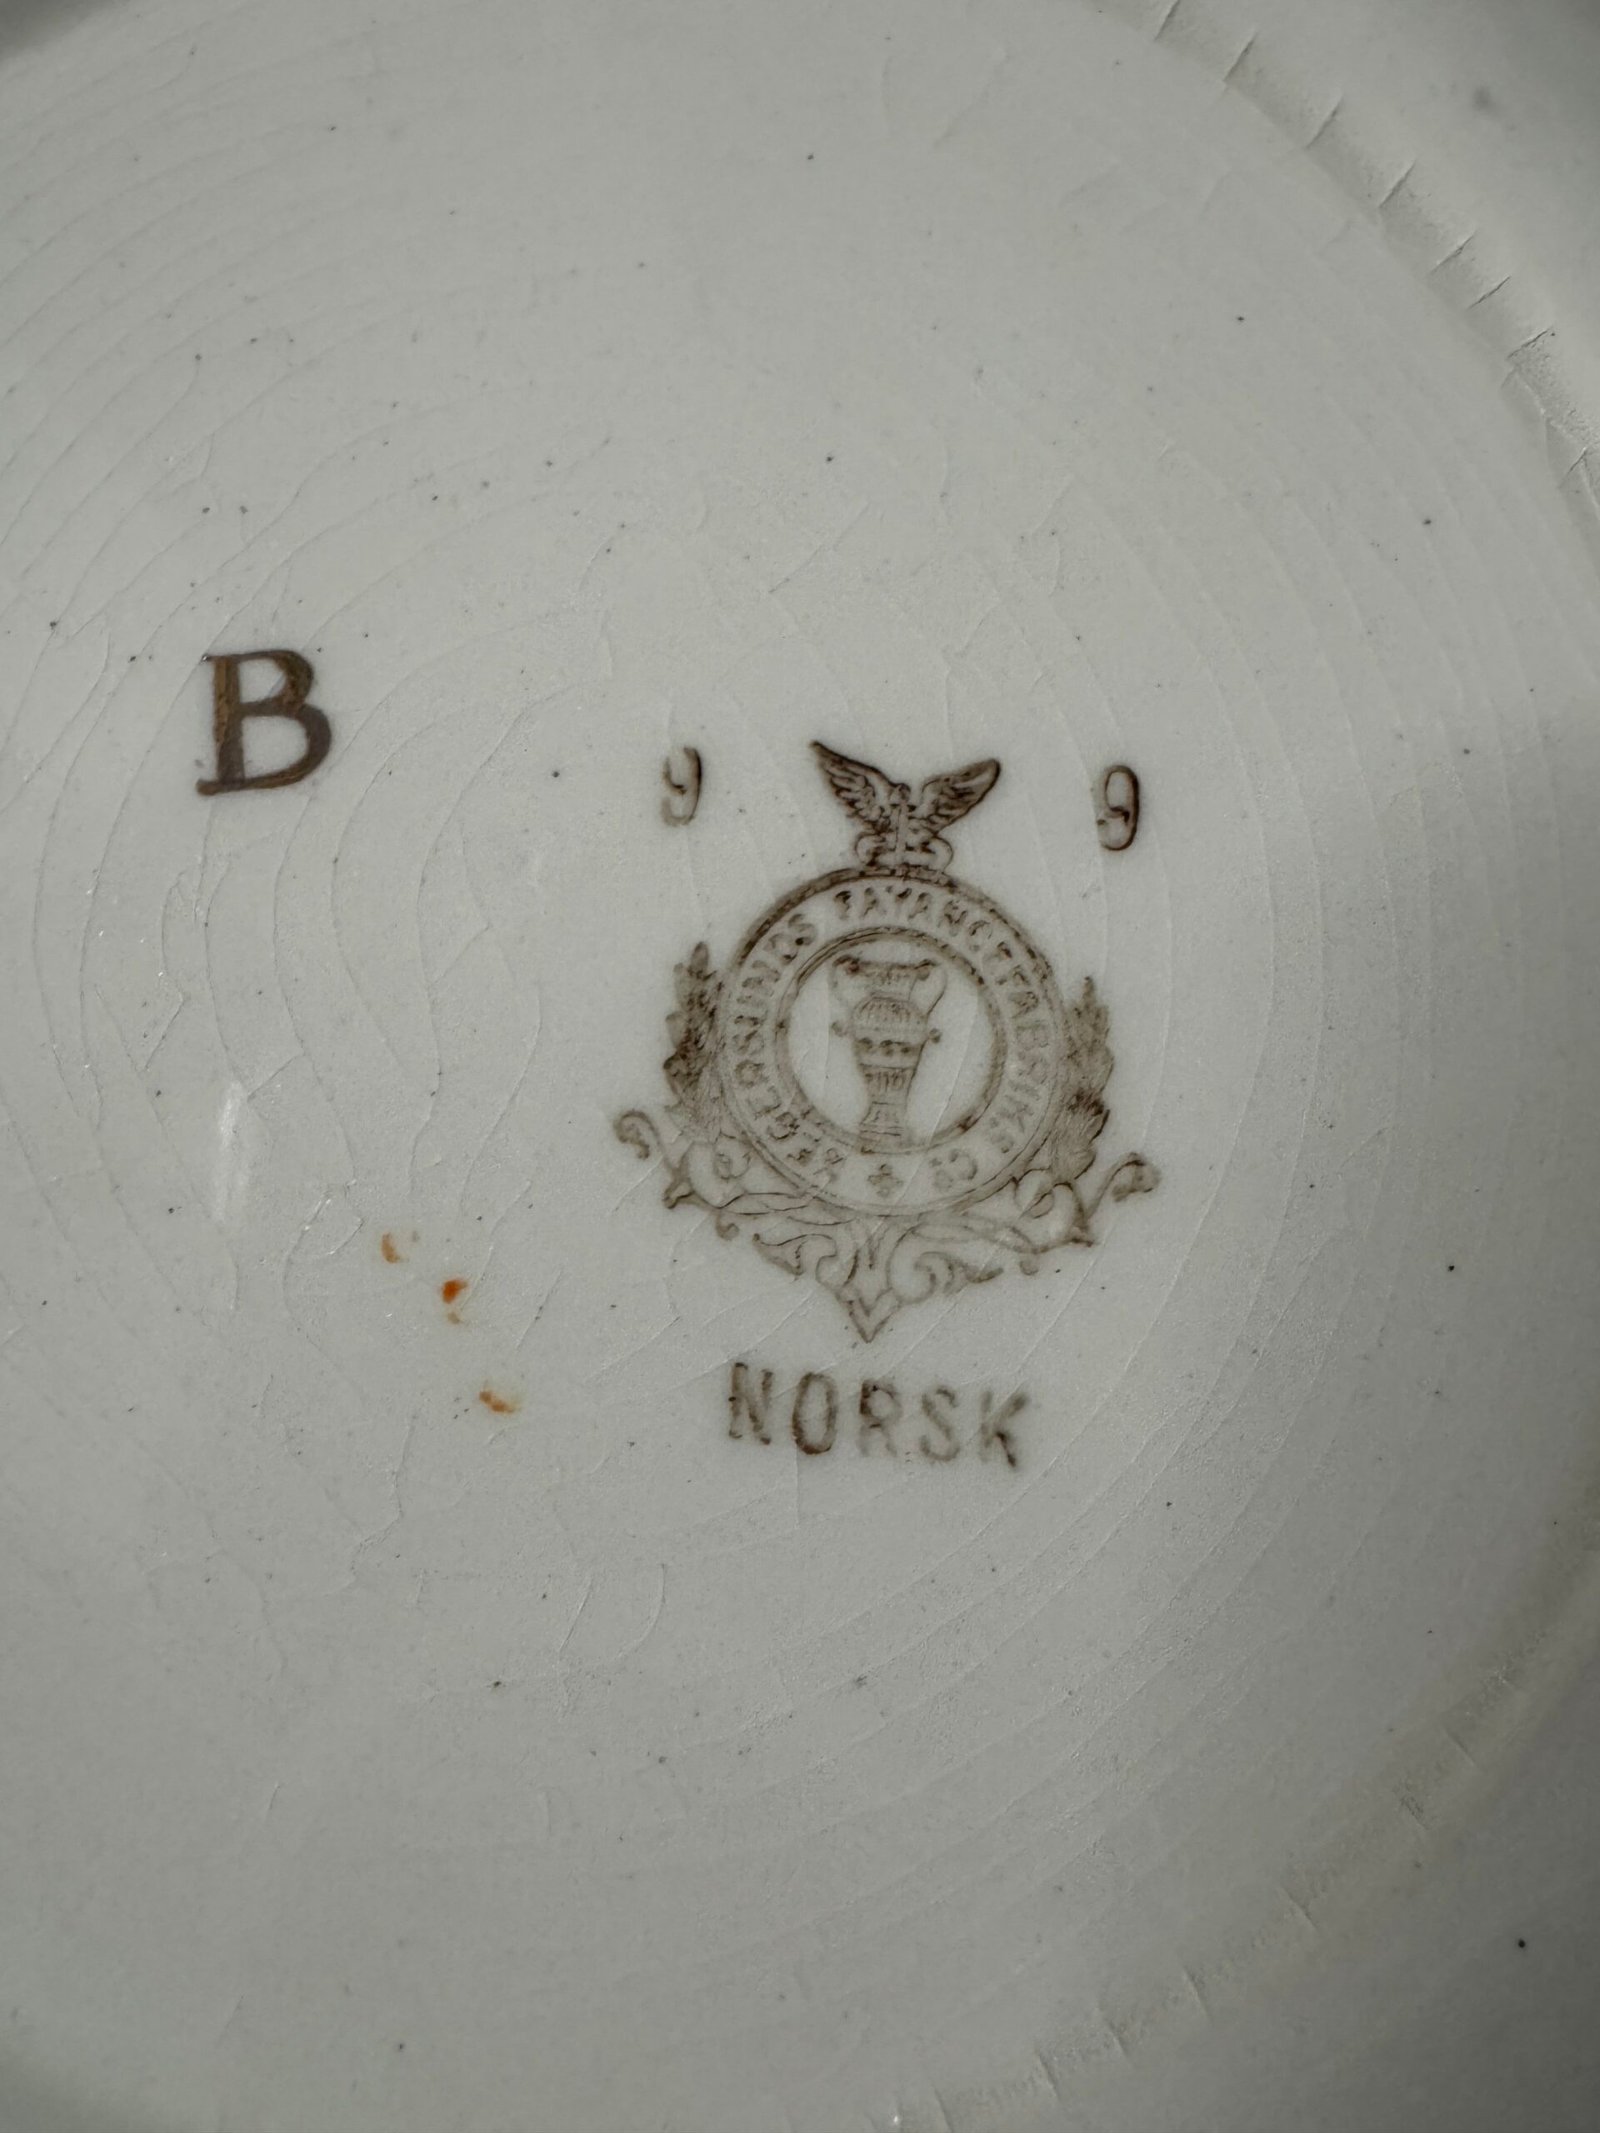 B
9 9
EGERSUNDS FAYANCEFABRIKS Co
NORSK